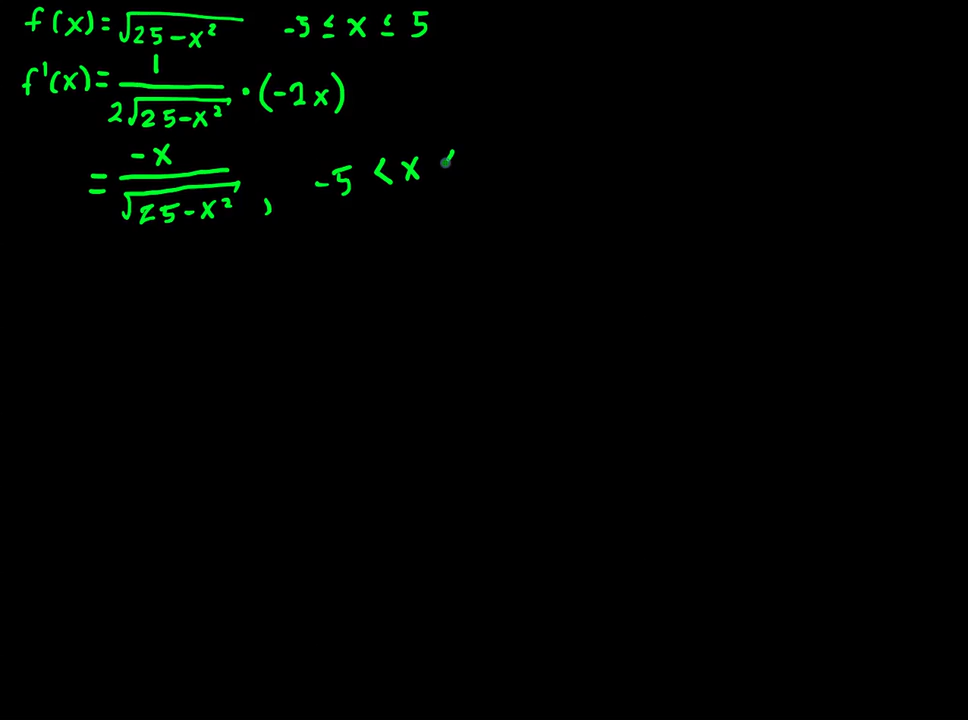 f(x) = √(25-x²) -5 ≤ x ≤ 5
f'(x) = 1/(2√(25-x²)) · (-2x)
= -x/√(25-x²) , -5 < x